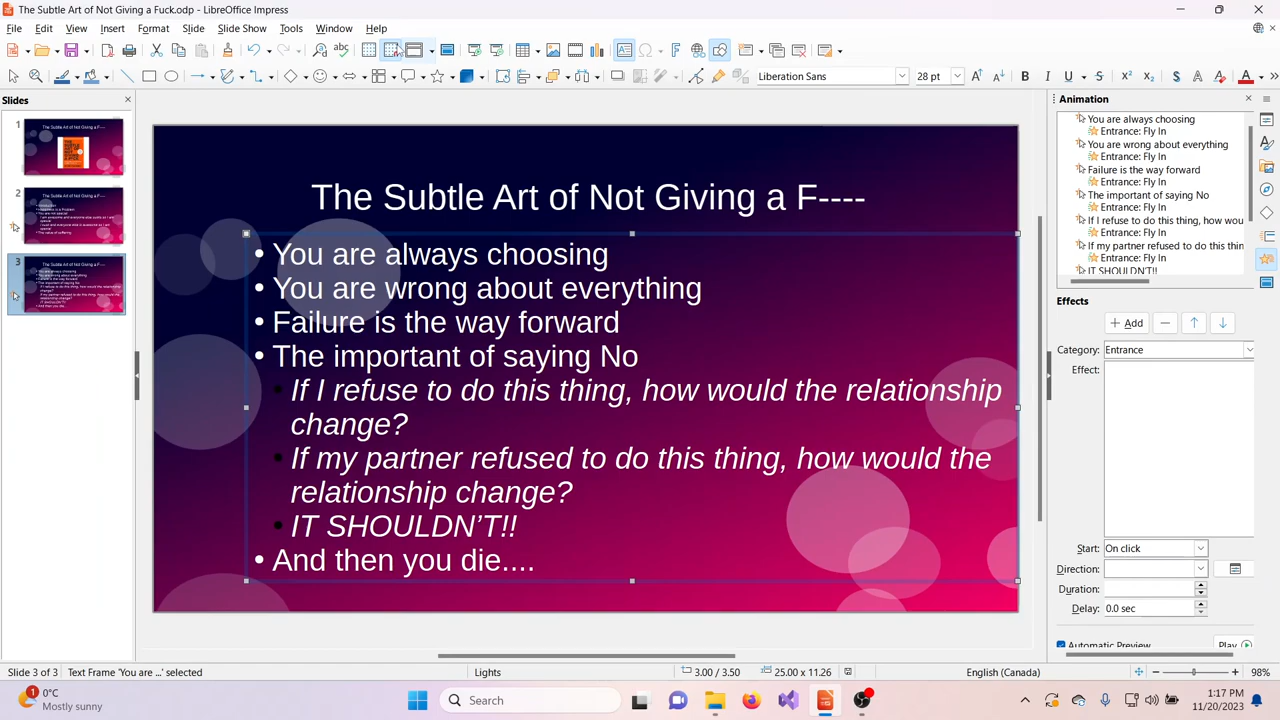 The Subtle Art of Not Giving a Fuck.odp - LibreOffice Impress
File Edit View Insert Format Slide Slide Show Tools Window Help
Liberation Sans 28 pt
Slides
Animation
1
2
3
The Subtle Art of Not Giving a F----
• You are always choosing
• You are wrong about everything
• Failure is the way forward
• The important of saying No
• If I refuse to do this thing, how would the relationship
change?
• If my partner refused to do this thing, how would the
relationship change?
• IT SHOULDN’T!!
• And then you die....
You are always choosing
Entrance: Fly In
You are wrong about everything
Entrance: Fly In
Failure is the way forward
Entrance: Fly In
The important of saying No
Entrance: Fly In
If I refuse to do this thing, how wou
Entrance: Fly In
If my partner refused to do this thin
Entrance: Fly In
IT SHOULDN'T!!
Effects
Add
Category: Entrance
Effect:
Start: On click
Direction:
Duration:
Delay: 0.0 sec
Automatic Preview Play
Slide 3 of 3 Text Frame 'You are ...' selected Lights 3.00 / 3.50 25.00 x 11.26 English (Canada) 98%
1 0°C
Mostly sunny
Search
1:17 PM
11/20/2023